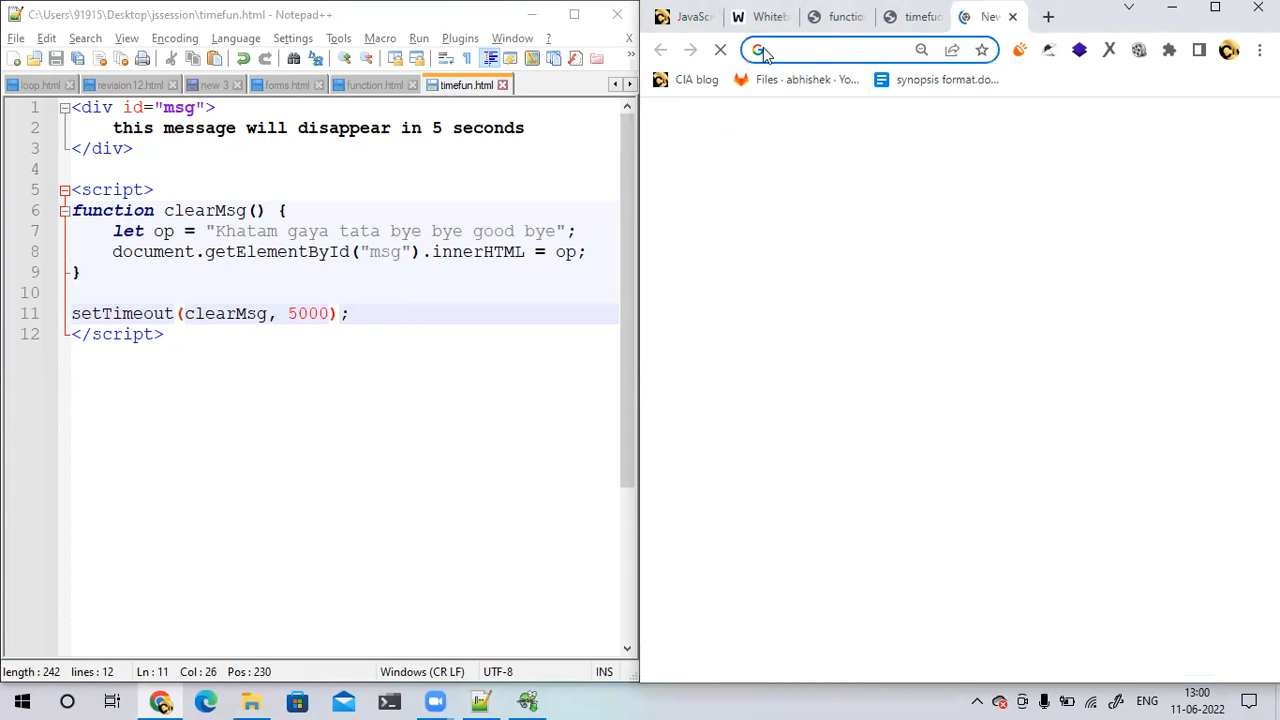 C:\Users\91915\Desktop\jssession\timefun.html - Notepad++
File Edit Search View Encoding Language Settings Tools Macro Run Plugins Window ?
loop.html revision12.html new 3 forms.html function.html timefun.html
1 <div id="msg">
2 this message will disappear in 5 seconds
3 </div>
4
5 <script>
6 function clearMsg() {
7 let op = "Khatam gaya tata bye bye good bye";
8 document.getElementById("msg").innerHTML = op;
9 }
10
11 setTimeout(clearMsg, 5000);
12 </script>
length : 242 lines : 12 Ln : 11 Col : 26 Pos : 230 Windows (CR LF) UTF-8 INS
JavaSc Whiteb functio timefu New
CIA blog Files · abhishek · Yo... synopsis format.do...
ENG 13:00
11-06-2022